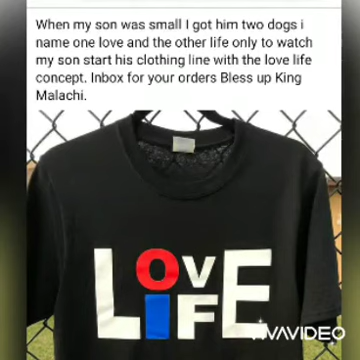 When my son was small I got him two dogs i
name one love and the other life only to watch
my son start his clothing line with the love life
concept. Inbox for your orders Bless up King
Malachi.
LOVE
LIFE
VIVAVIDEO